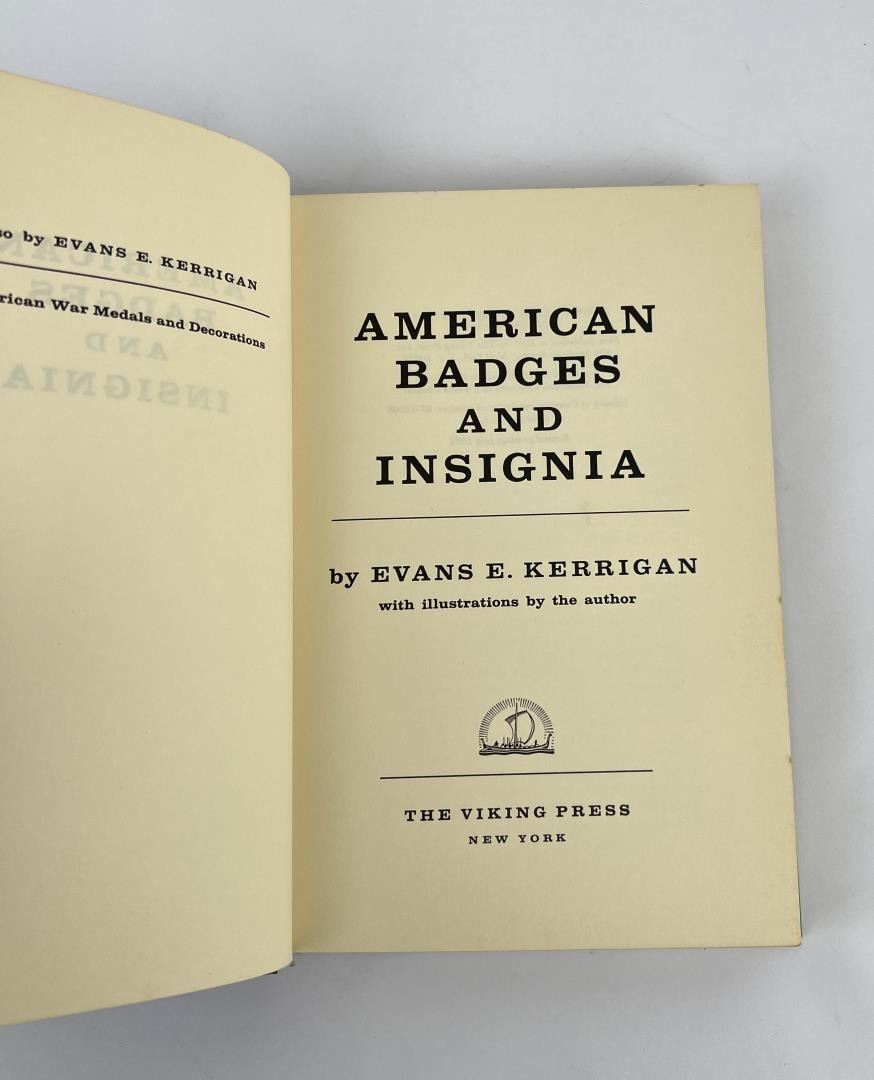 so by EVANS E. KERRIGAN
rican War Medals and Decorations
AMERICAN
BADGES
AND
INSIGNIA
by EVANS E. KERRIGAN
with illustrations by the author
THE VIKING PRESS
NEW YORK